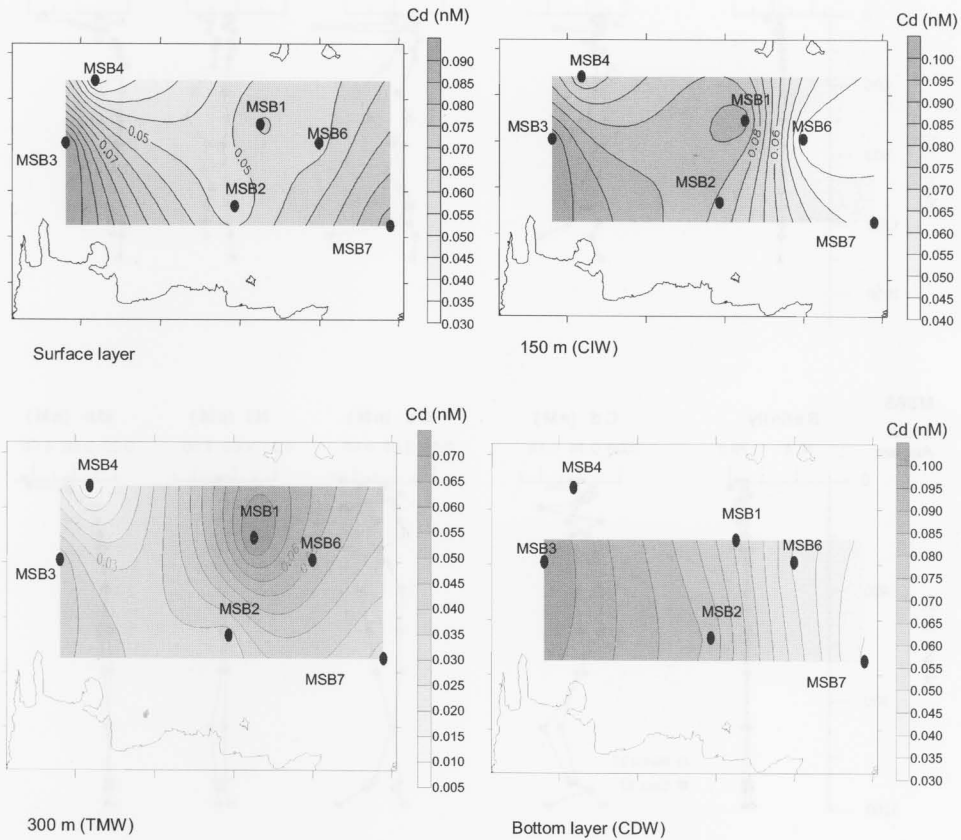 Cd (nM)
MSB4
MSB1
MSB3
MSB6
MSB2
MSB7
0.05
0.07
0.05
0.085
0.080
0.075
0.070
0.065
0.060
0.055
0.050
0.045
0.040
0.035
0.030
Surface layer
Cd (nM)
MSB4
MSB1
MSB3
MSB6
MSB2
MSB7
0.08
0.06
0.100
0.095
0.090
0.085
0.080
0.075
0.070
0.065
0.060
0.055
0.050
0.045
0.040
150 m (CIW)
Cd (nM)
MSB4
MSB1
MSB6
MSB3
MSB2
MSB7
0.03
0.070
0.065
0.060
0.055
0.050
0.045
0.040
0.035
0.030
0.025
0.020
0.015
0.010
0.005
300 m (TMW)
Cd (nM)
MSB4
MSB1
MSB3
MSB6
MSB2
MSB7
0.100
0.095
0.090
0.085
0.080
0.075
0.070
0.065
0.060
0.055
0.050
0.045
0.040
0.035
0.030
Bottom layer (CDW)